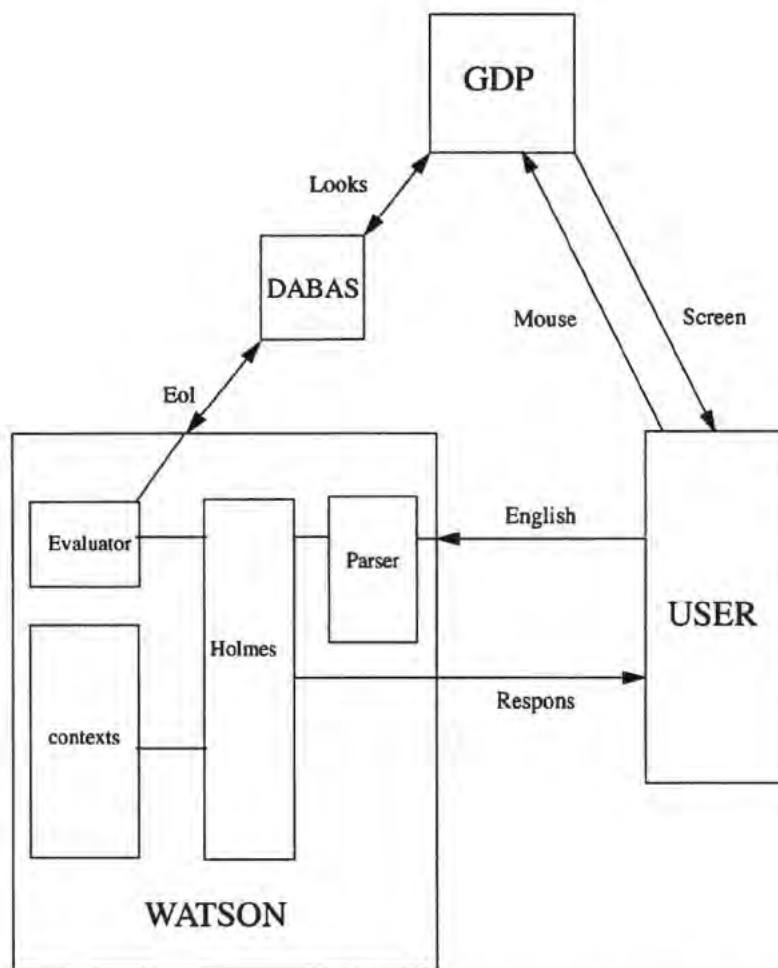 GDP
Looks
DABAS
Mouse
Screen
Eol
Evaluator
Parser
English
USER
Holmes
Respons
contexts
WATSON